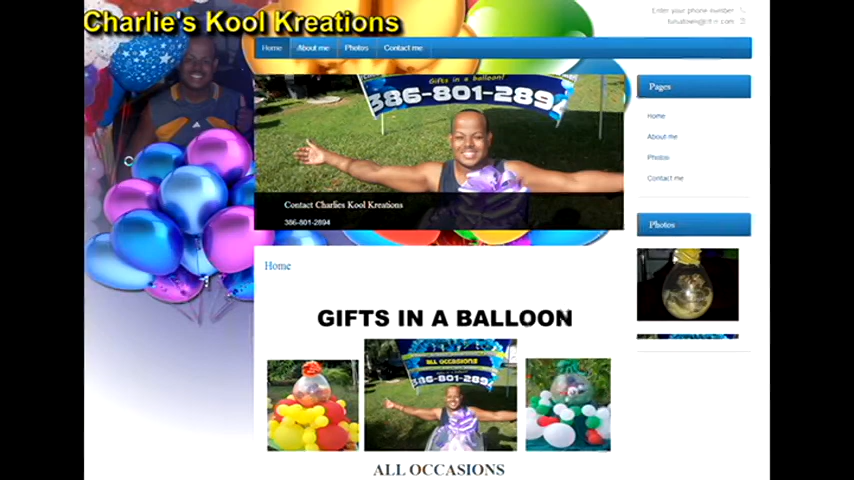 Charlie's Kool Kreations
Enter your phone number
Home
About me
Photos
Contact me
Gifts in a balloon!
386-801-289
Contact Charlies Kool Kreations
386-801-2894
Pages
Home
About me
Photos
Contact me
Photos
Home
GIFTS IN A BALLOON
ALL OCCASIONS
386-801-289
ALL OCCASIONS